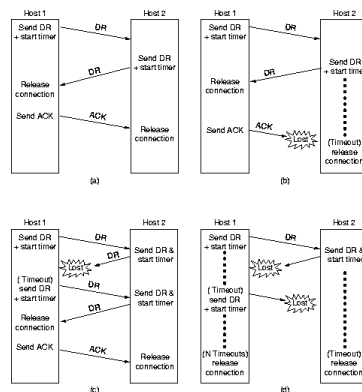 Host 1 Host 2
Send DR
+ start timer
DR
Send DR
+ start timer
DR
Release
connection
Send ACK
ACK
Release
connection
(a)
Host 1 Host 2
Send DR
+ start timer
DR
Send DR
+ start timer
DR
Release
connection
Send ACK
ACK
Lost
(Timeout)
release
connection
(b)
Host 1 Host 2
Send DR
+ start timer
DR
Send DR &
start timer
DR
Lost
( Timeout)
send DR
+ start timer
DR
Send DR &
start timer
DR
Release
connection
Send ACK
ACK
Release
connection
(c)
Host 1 Host 2
Send DR
+ start timer
DR
Send DR &
start timer
Lost
( Timeout)
send DR
+ start timer
Lost
(N Timeouts)
release
connection
(Timeout)
release
connection
(d)